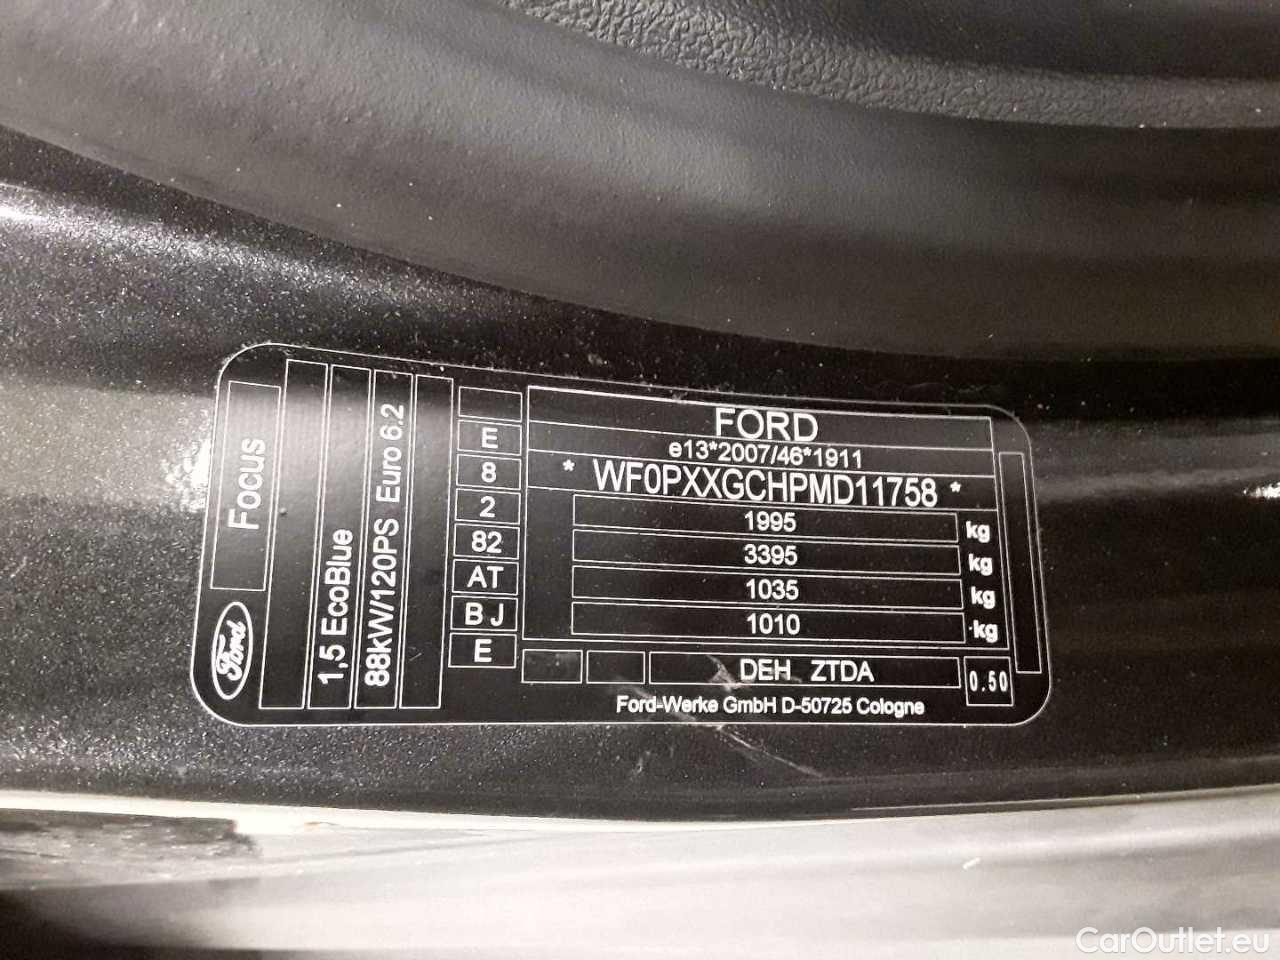 FORD
e13*2007/46*1911
* WF0PXXGCHPMD11758 *
1995 kg
3395 kg
1035 kg
1010 kg
DEH ZTDA
0.50
Ford-Werke GmbH D-50725 Cologne
E
8
2
82
AT
B J
E
Focus
Ford
1,5 EcoBlue
88kW/120PS Euro 6.2
CarOutlet.eu